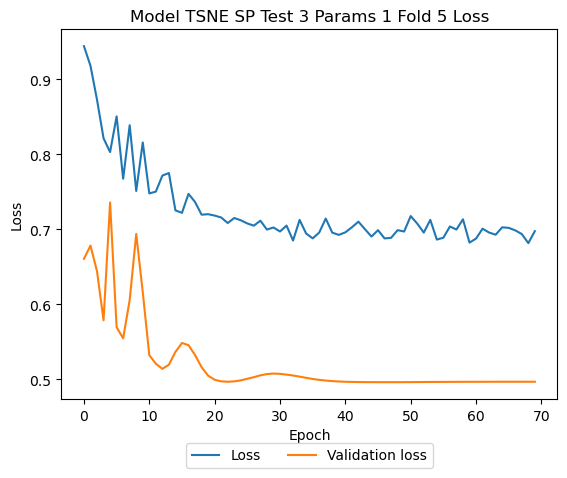 Model TSNE SP Test 3 Params 1 Fold 5 Loss
0.9
0.8
0.7
0.6
0.5
Loss
0 10 20 30 40 50 60 70
Epoch
Loss Validation loss